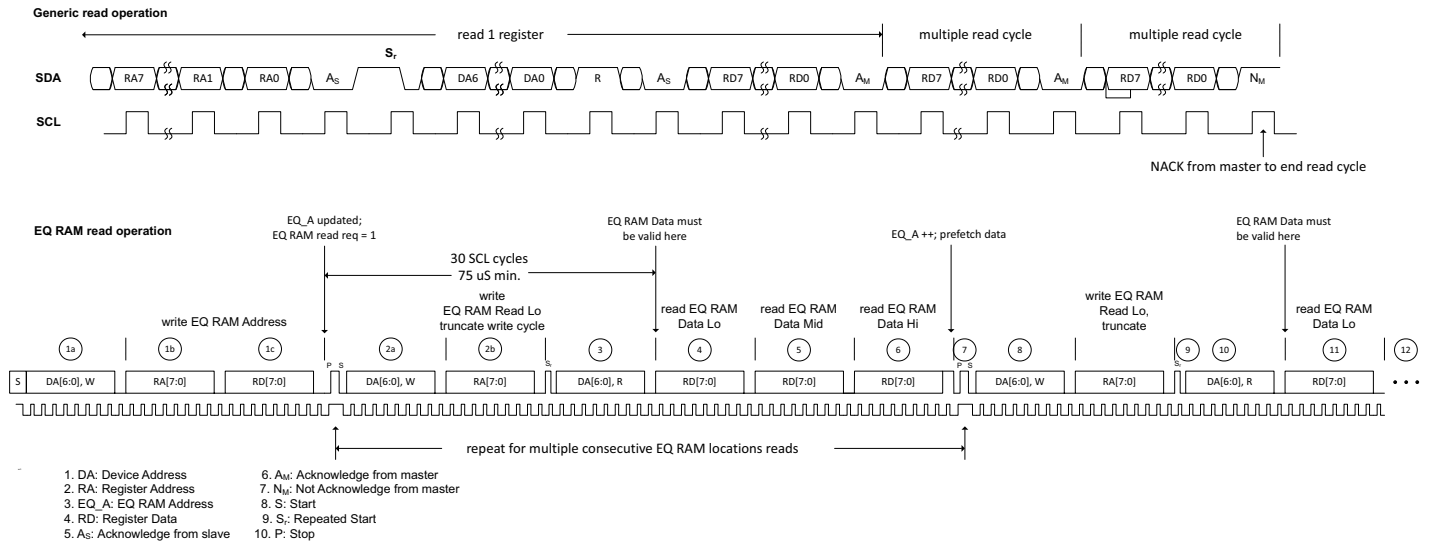 Generic read operation
read 1 register
multiple read cycle
multiple read cycle
Sr
SDA
RA7
RA1
RA0
AS
DA6
DA0
R
AS
RD7
RD0
AM
RD7
RD0
AM
RD7
RD0
NM
SCL
NACK from master to end read cycle
EQ RAM read operation
EQ_A updated;
EQ RAM read req = 1
EQ RAM Data must
be valid here
EQ_A ++; prefetch data
EQ RAM Data must
be valid here
30 SCL cycles
75 uS min.
write EQ RAM Address
write
EQ RAM Read Lo
truncate write cycle
read EQ RAM
Data Lo
read EQ RAM
Data Mid
read EQ RAM
Data Hi
write EQ RAM
Read Lo,
truncate
read EQ RAM
Data Lo
1a
1b
1c
2a
2b
3
4
5
6
7
8
9
10
11
12
P S
Sr
P S
Sr
S
DA[6:0], W
RA[7:0]
RD[7:0]
DA[6:0], W
RA[7:0]
DA[6:0], R
RD[7:0]
RD[7:0]
RD[7:0]
DA[6:0], W
RA[7:0]
DA[6:0], R
RD[7:0]
• • •
repeat for multiple consecutive EQ RAM locations reads
1. DA: Device Address
2. RA: Register Address
3. EQ_A: EQ RAM Address
4. RD: Register Data
5. AS: Acknowledge from slave
6. AM: Acknowledge from master
7. NM: Not Acknowledge from master
8. S: Start
9. Sr: Repeated Start
10. P: Stop